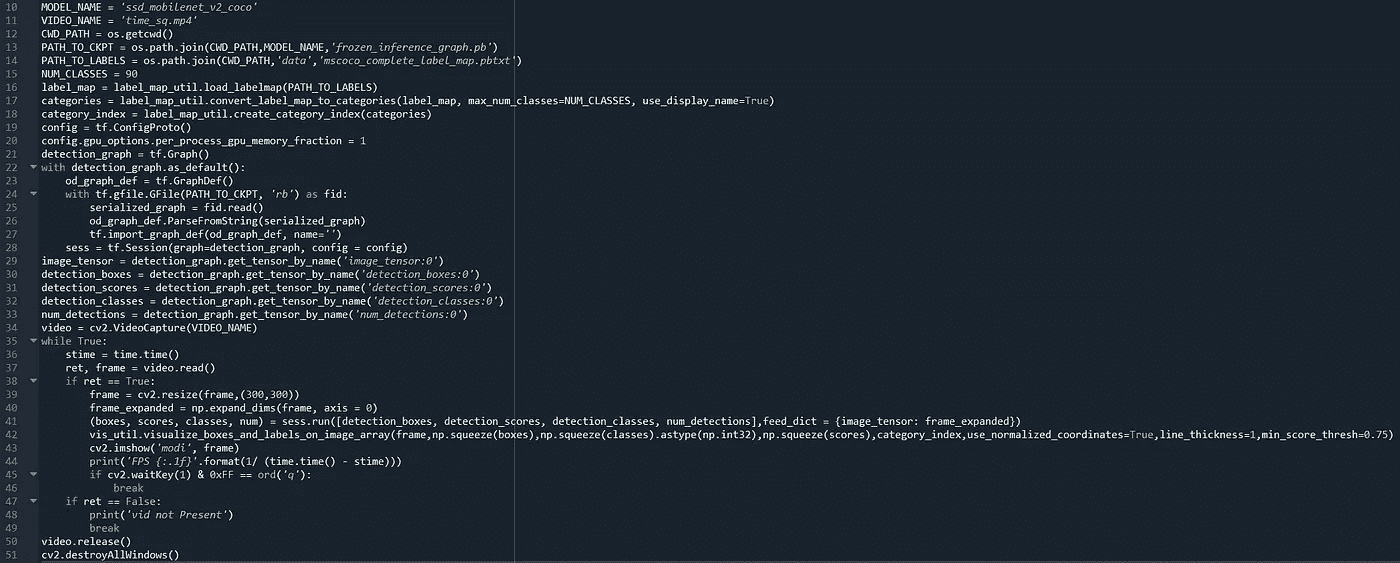 10 MODEL_NAME = 'ssd_mobilenet_v2_coco'
11 VIDEO_NAME = 'time_sq.mp4'
12 CWD_PATH = os.getcwd()
13 PATH_TO_CKPT = os.path.join(CWD_PATH,MODEL_NAME,'frozen_inference_graph.pb')
14 PATH_TO_LABELS = os.path.join(CWD_PATH,'data','mscoco_complete_label_map.pbtxt')
15 NUM_CLASSES = 90
16 label_map = label_map_util.load_labelmap(PATH_TO_LABELS)
17 categories = label_map_util.convert_label_map_to_categories(label_map, max_num_classes=NUM_CLASSES, use_display_name=True)
18 category_index = label_map_util.create_category_index(categories)
19 config = tf.ConfigProto()
20 config.gpu_options.per_process_gpu_memory_fraction = 1
21 detection_graph = tf.Graph()
22 with detection_graph.as_default():
23     od_graph_def = tf.GraphDef()
24     with tf.gfile.GFile(PATH_TO_CKPT, 'rb') as fid:
25         serialized_graph = fid.read()
26         od_graph_def.ParseFromString(serialized_graph)
27         tf.import_graph_def(od_graph_def, name='')
28     sess = tf.Session(graph=detection_graph, config = config)
29 image_tensor = detection_graph.get_tensor_by_name('image_tensor:0')
30 detection_boxes = detection_graph.get_tensor_by_name('detection_boxes:0')
31 detection_scores = detection_graph.get_tensor_by_name('detection_scores:0')
32 detection_classes = detection_graph.get_tensor_by_name('detection_classes:0')
33 num_detections = detection_graph.get_tensor_by_name('num_detections:0')
34 video = cv2.VideoCapture(VIDEO_NAME)
35 while True:
36     stime = time.time()
37     ret, frame = video.read()
38     if ret == True:
39         frame = cv2.resize(frame,(300,300))
40         frame_expanded = np.expand_dims(frame, axis = 0)
41         (boxes, scores, classes, num) = sess.run([detection_boxes, detection_scores, detection_classes, num_detections],feed_dict = {image_tensor: frame_expanded})
42         vis_util.visualize_boxes_and_labels_on_image_array(frame,np.squeeze(boxes),np.squeeze(classes).astype(np.int32),np.squeeze(scores),category_index,use_normalized_coordinates=True,line_thickness=1,min_score_thresh=0.75)
43         cv2.imshow('modi', frame)
44         print('FPS {:.1f}'.format(1/ (time.time() - stime)))
45         if cv2.waitKey(1) & 0xFF == ord('q'):
46             break
47     if ret == False:
48         print('vid not Present')
49         break
50 video.release()
51 cv2.destroyAllWindows()